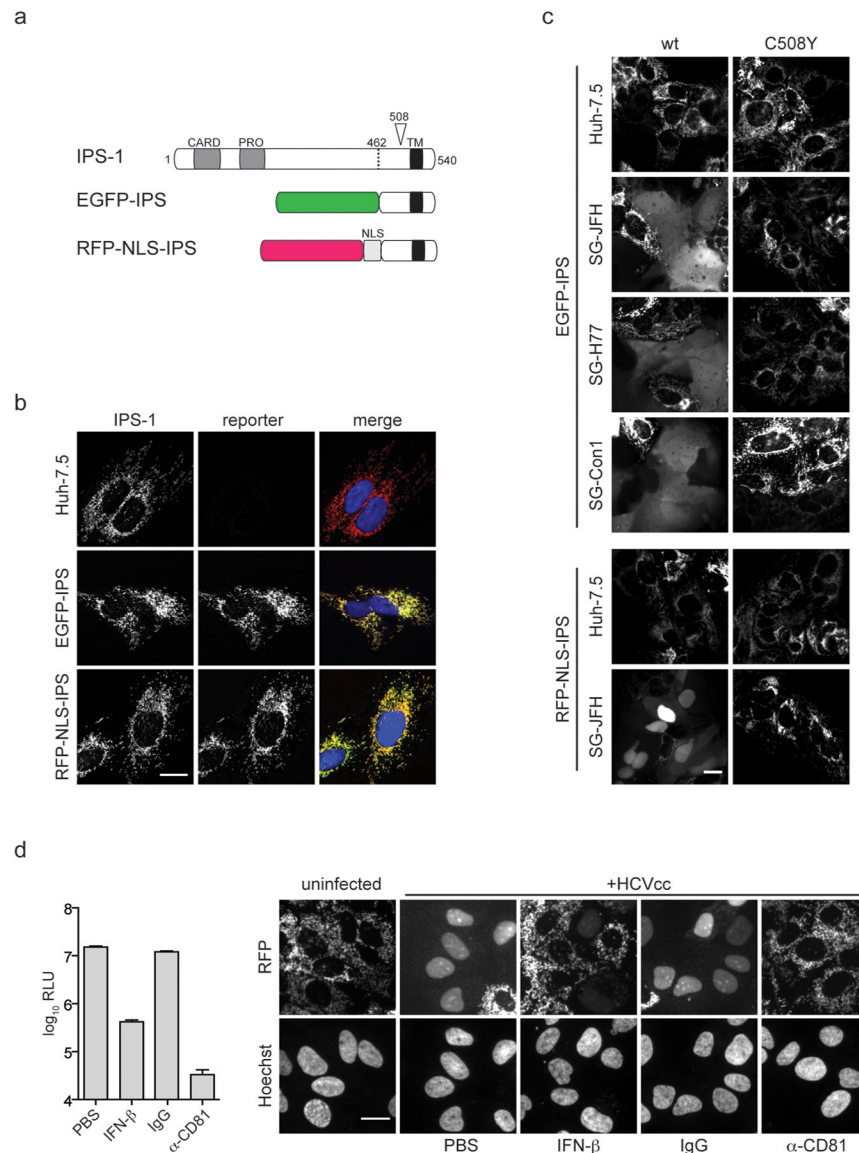 a
508
CARD PRO 462 TM
IPS-1 1 540
EGFP-IPS
NLS
RFP-NLS-IPS
b
IPS-1 reporter merge
Huh-7.5
EGFP-IPS
RFP-NLS-IPS
c
wt C508Y
EGFP-IPS
Huh-7.5
SG-JFH
SG-H77
SG-Con1
RFP-NLS-IPS
Huh-7.5
SG-JFH
d
log10 RLU
8
7
6
5
4
PBS IFN-β IgG α-CD81
uninfected +HCVcc
RFP
Hoechst
PBS IFN-β IgG α-CD81